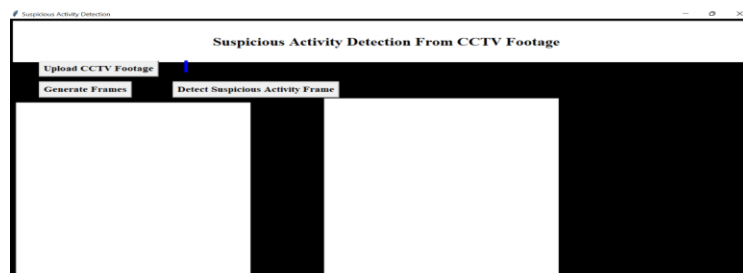 Suspicious Activity Detection
Suspicious Activity Detection From CCTV Footage
Upload CCTV Footage
Generate Frames
Detect Suspicious Activity Frame